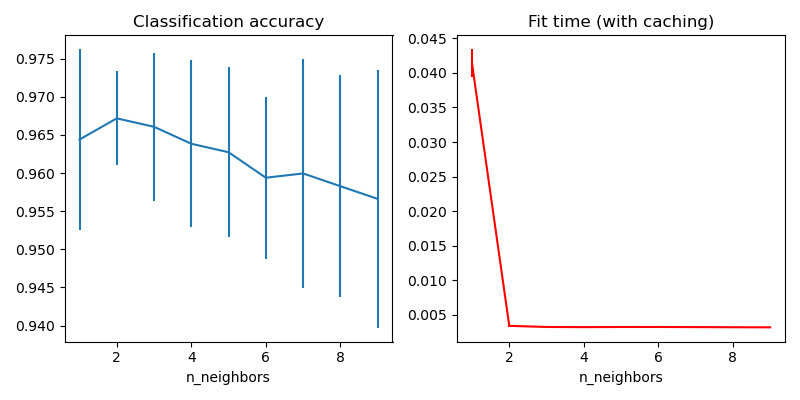 Classification accuracy
0.975
0.970
0.965
0.960
0.955
0.950
0.945
0.940
2 4 6 8
n_neighbors
Fit time (with caching)
0.045
0.040
0.035
0.030
0.025
0.020
0.015
0.010
0.005
2 4 6 8
n_neighbors